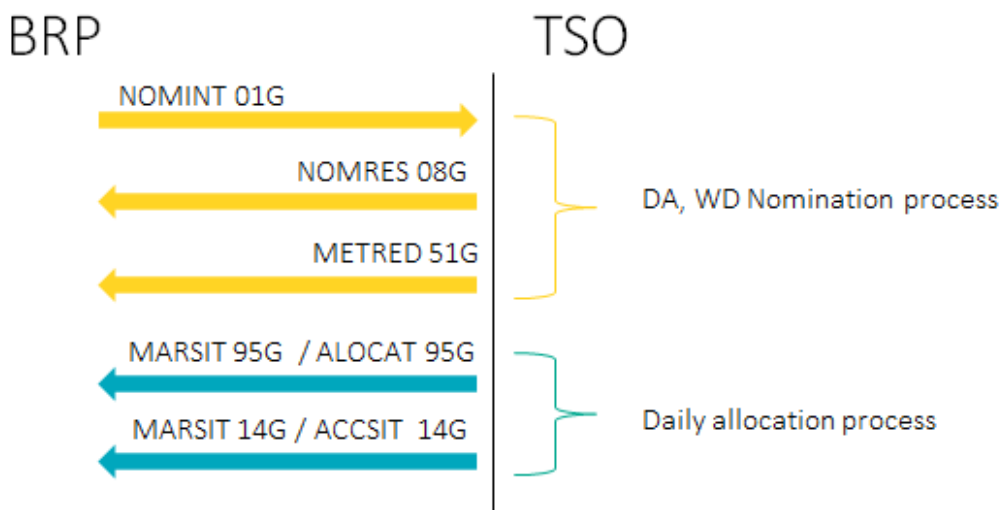 BRP
TSO
NOMINT 01G
NOMRES 08G
DA, WD Nomination process
METRED 51G
MARSIT 95G / ALOCAT 95G
MARSIT 14G / ACCSIT 14G
Daily allocation process